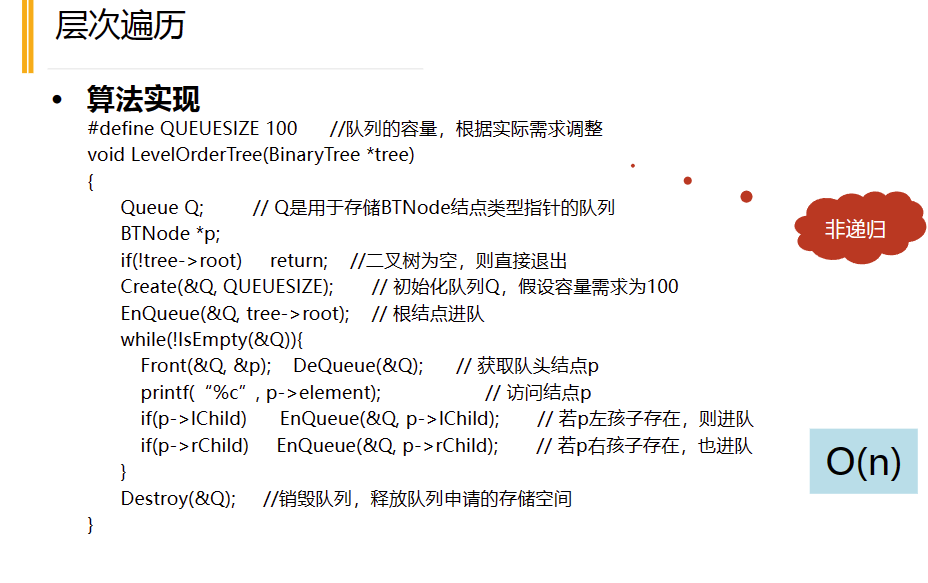 层次遍历
• 算法实现
#define QUEUESIZE 100 //队列的容量，根据实际需求调整
void LevelOrderTree(BinaryTree *tree)
{
Queue Q; // Q是用于存储BTNode结点类型指针的队列
BTNode *p;
if(!tree->root) return; //二叉树为空，则直接退出
Create(&Q, QUEUESIZE); // 初始化队列Q，假设容量需求为100
EnQueue(&Q, tree->root); // 根结点进队
while(!IsEmpty(&Q)){
Front(&Q, &p); DeQueue(&Q); // 获取队头结点p
printf(“%c”, p->element); // 访问结点p
if(p->lChild) EnQueue(&Q, p->lChild); // 若p左孩子存在，则进队
if(p->rChild) EnQueue(&Q, p->rChild); // 若p右孩子存在，也进队
}
Destroy(&Q); //销毁队列，释放队列申请的存储空间
}
非递归
O(n)